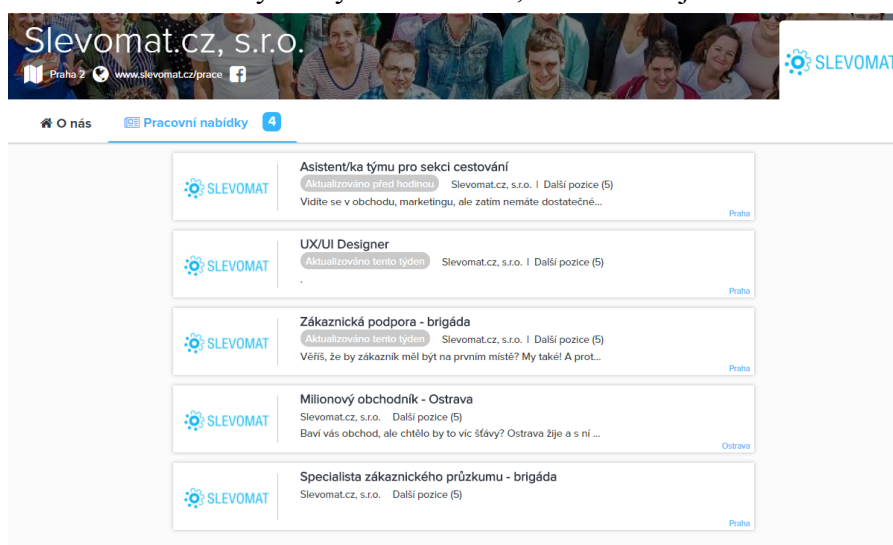 Slevomat.cz, s.r.o.
Praha 2 www.slevomat.cz/prace
SLEVOMAT
O nás Pracovní nabídky 4
SLEVOMAT
Asistent/ka týmu pro sekci cestování
Aktualizováno před hodinou Slevomat.cz, s.r.o. | Další pozice (5)
Vidíte se v obchodu, marketingu, ale zatím nemáte dostatečné...
Praha
SLEVOMAT
UX/UI Designer
Aktualizováno tento týden Slevomat.cz, s.r.o. | Další pozice (5)
.
Praha
SLEVOMAT
Zákaznická podpora - brigáda
Aktualizováno tento týden Slevomat.cz, s.r.o. | Další pozice (5)
Věříš, že by zákazník měl být na prvním místě? My také! A prot...
Praha
SLEVOMAT
Milionový obchodník - Ostrava
Slevomat.cz, s.r.o. Další pozice (5)
Baví vás obchod, ale chtělo by to víc šťávy? Ostrava žije a s ní ...
Ostrava
SLEVOMAT
Specialista zákaznického průzkumu - brigáda
Slevomat.cz, s.r.o. Další pozice (5)
Praha